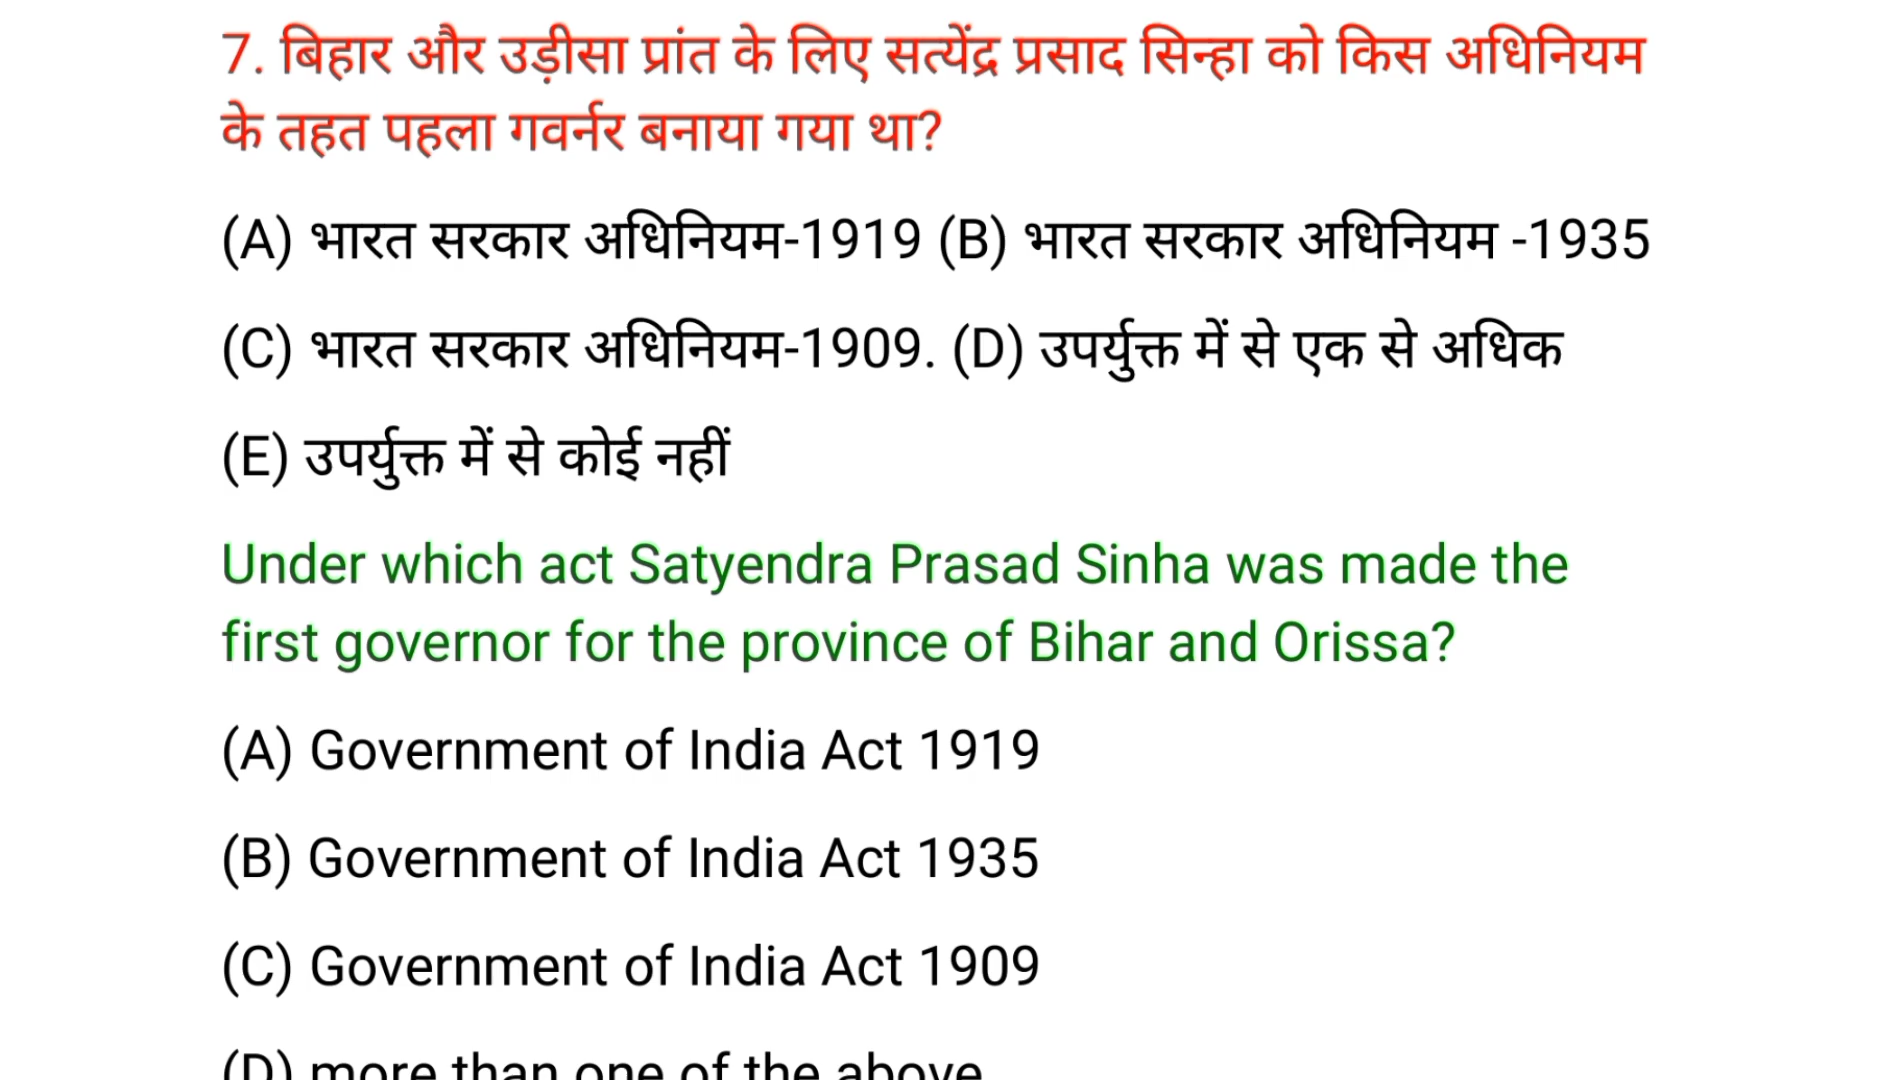 7. बिहार और उड़ीसा प्रांत के लिए सत्येंद्र प्रसाद सिन्हा को किस अधिनियम
के तहत पहला गवर्नर बनाया गया था?
(A) भारत सरकार अधिनियम-1919 (B) भारत सरकार अधिनियम -1935
(C) भारत सरकार अधिनियम-1909. (D) उपर्युक्त में से एक से अधिक
(E) उपर्युक्त में से कोई नहीं
Under which act Satyendra Prasad Sinha was made the
first governor for the province of Bihar and Orissa?
(A) Government of India Act 1919
(B) Government of India Act 1935
(C) Government of India Act 1909
(D) more than one of the above